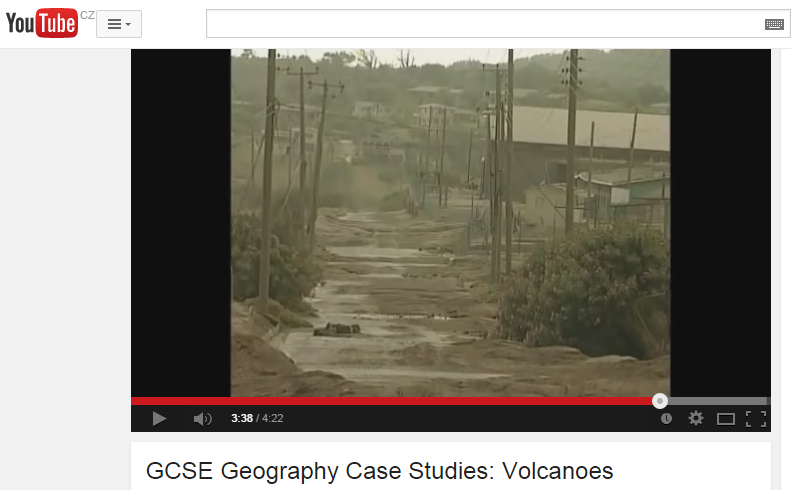 YouTube CZ
3:38 / 4:22
GCSE Geography Case Studies: Volcanoes